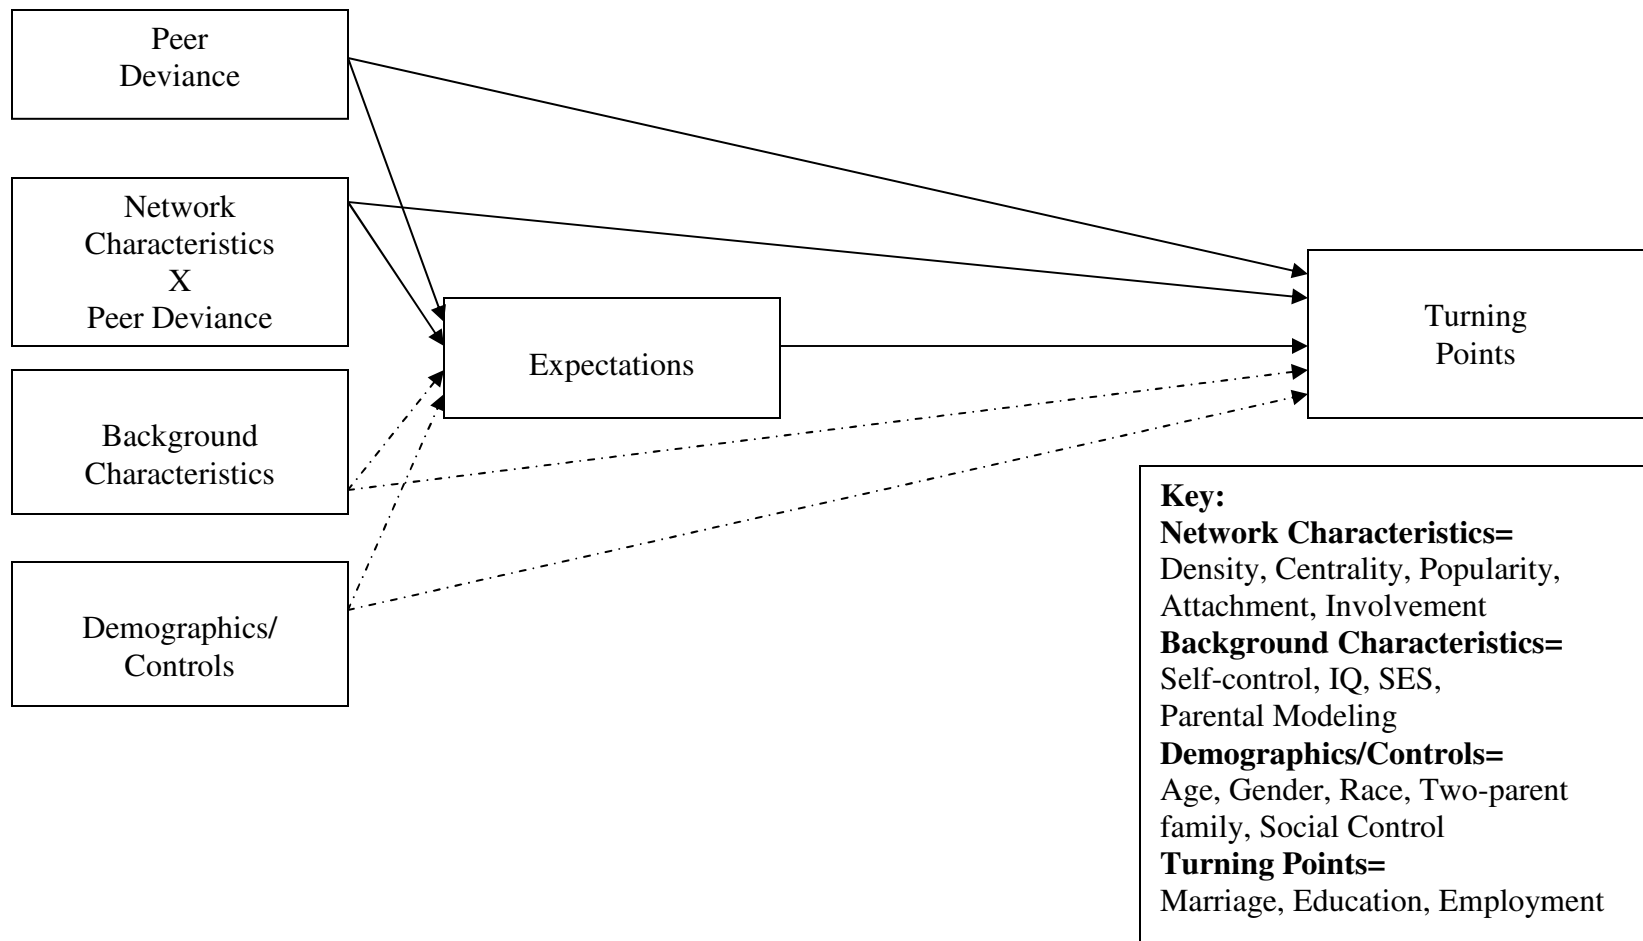 Peer
Deviance
Network
Characteristics
X
Peer Deviance
Expectations
Turning
Points
Background
Characteristics
Demographics/
Controls
Key:
Network Characteristics=
Density, Centrality, Popularity,
Attachment, Involvement
Background Characteristics=
Self-control, IQ, SES,
Parental Modeling
Demographics/Controls=
Age, Gender, Race, Two-parent
family, Social Control
Turning Points=
Marriage, Education, Employment